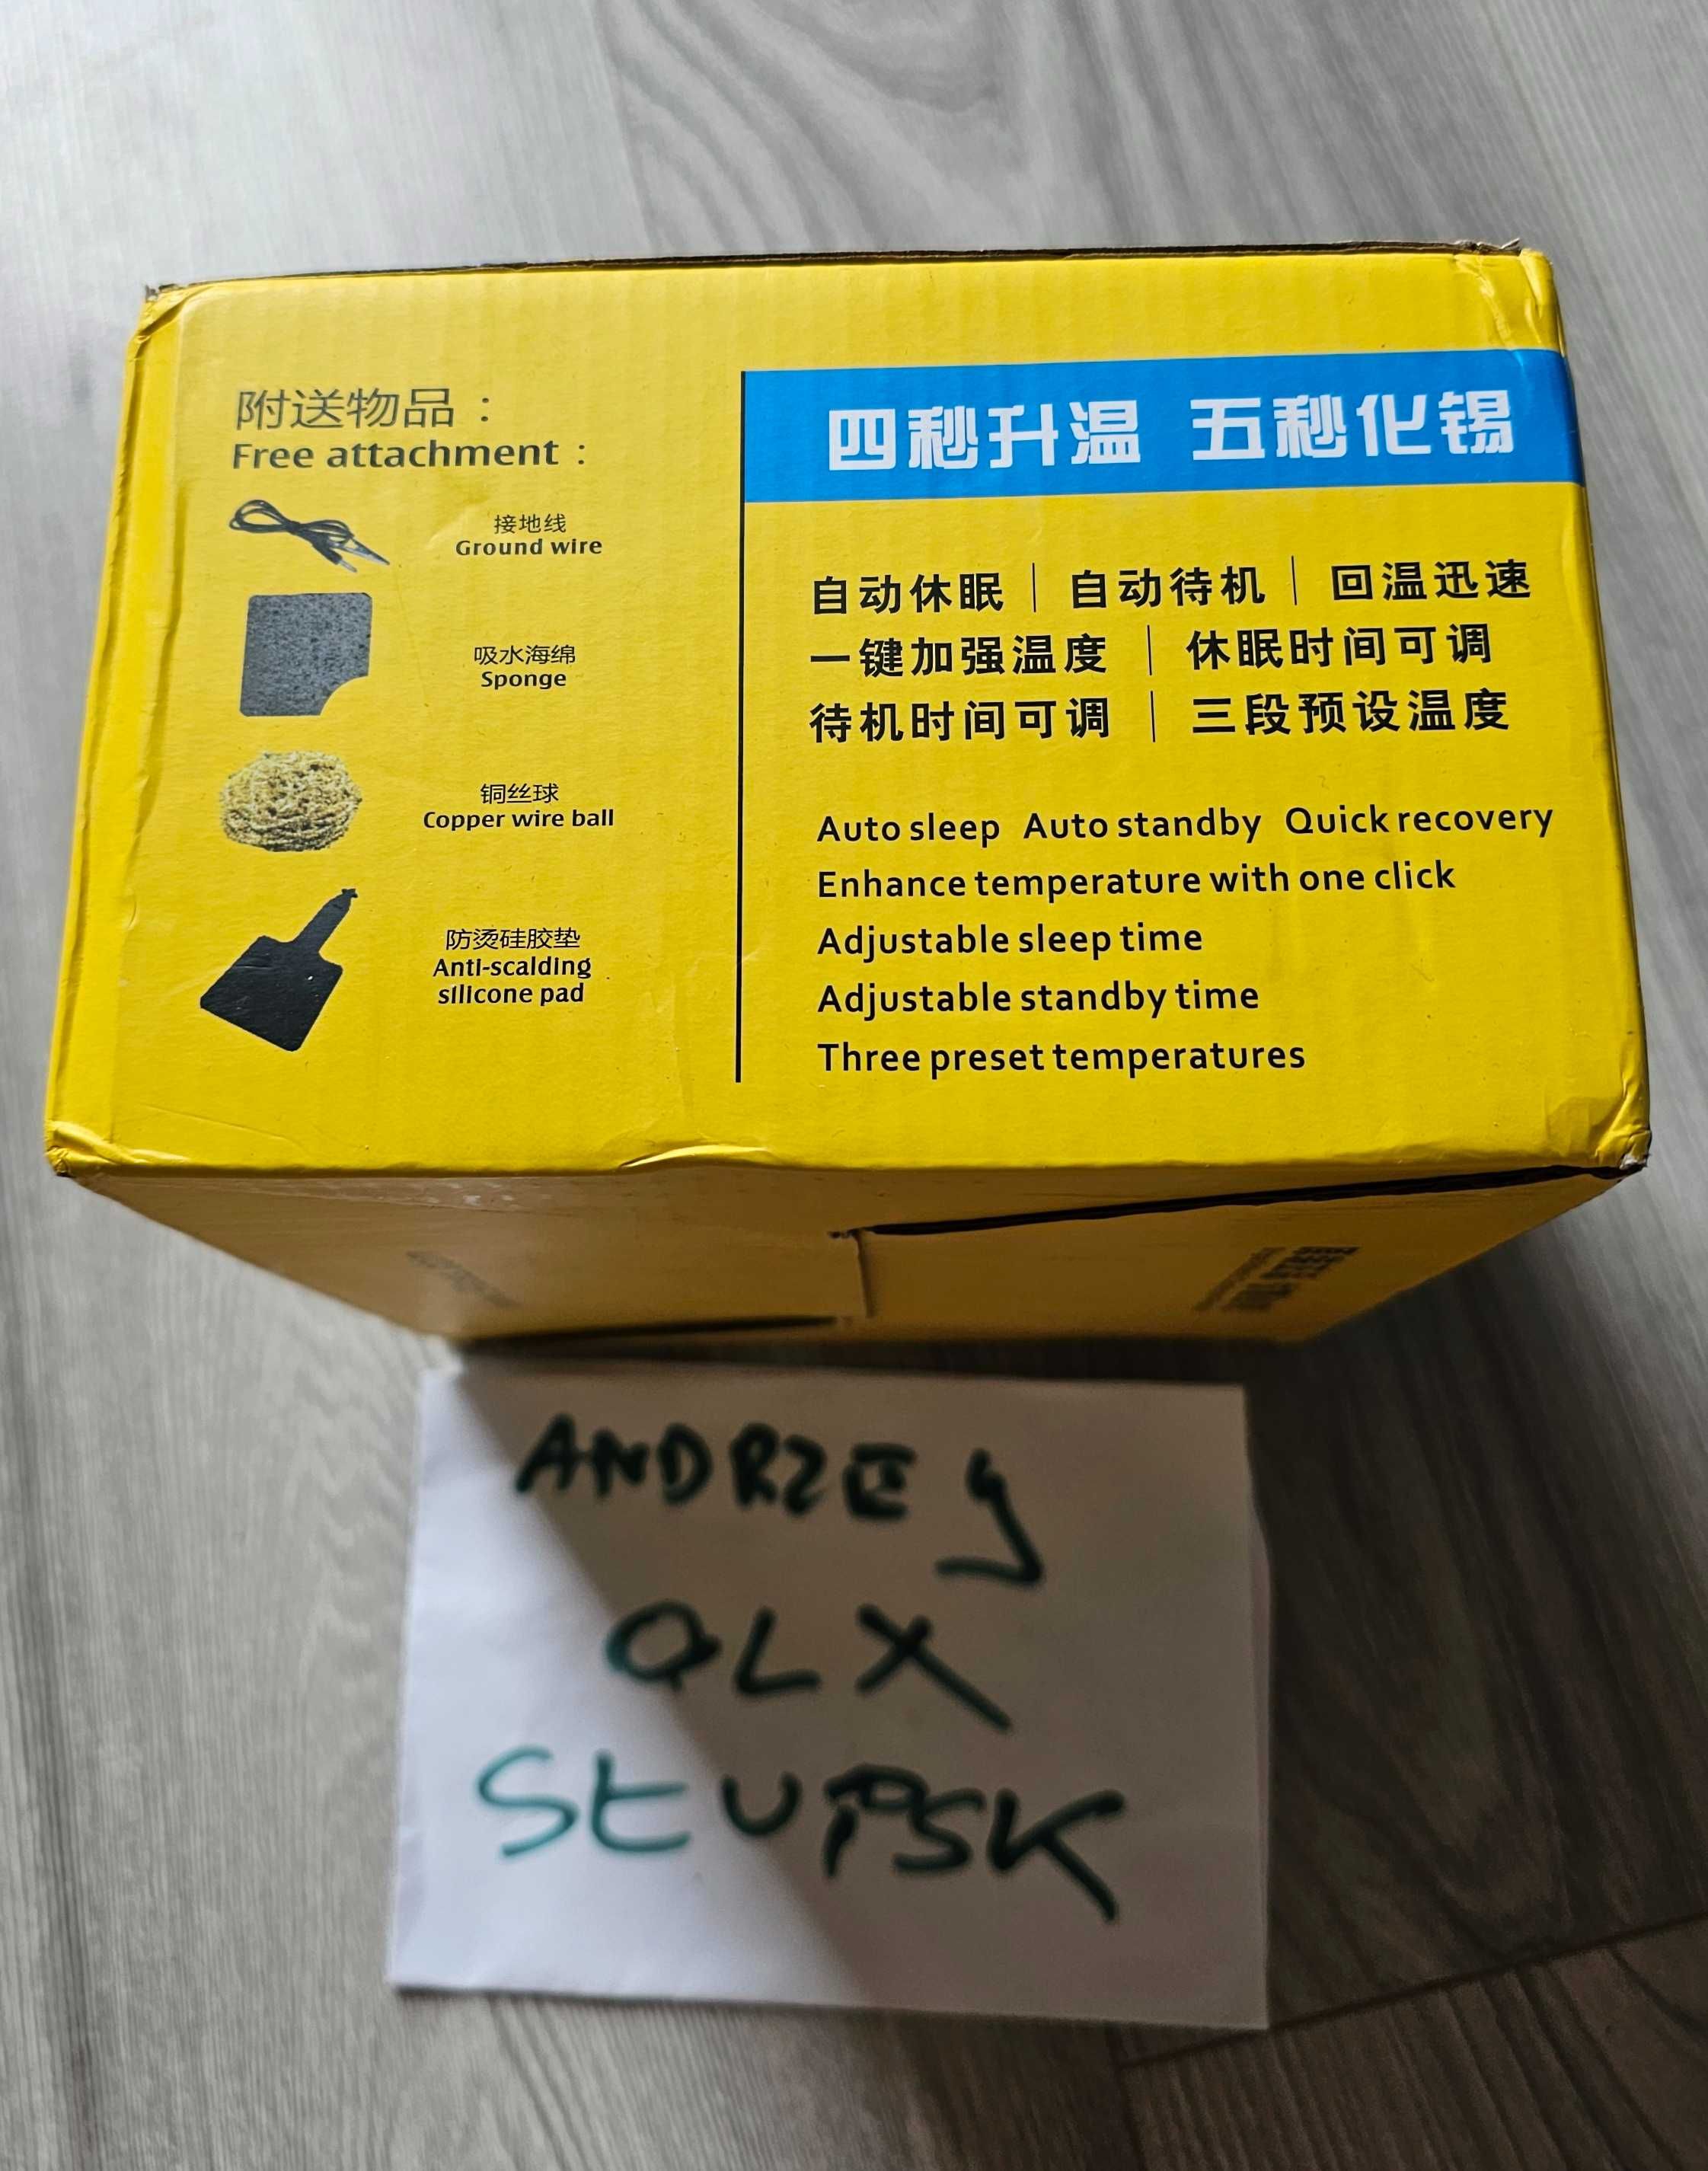 附送物品：
Free attachment：
接地线
Ground wire
吸水海绵
Sponge
铜丝球
Copper wire ball
防烫硅胶垫
Anti-scalding
silicone pad
四秒升温 五秒化锡
自动休眠｜自动待机｜回温迅速
一键加强温度｜休眠时间可调
待机时间可调｜三段预设温度
Auto sleep Auto standby Quick recovery
Enhance temperature with one click
Adjustable sleep time
Adjustable standby time
Three preset temperatures
ANDRZEJ
OLX
SŁUPSK